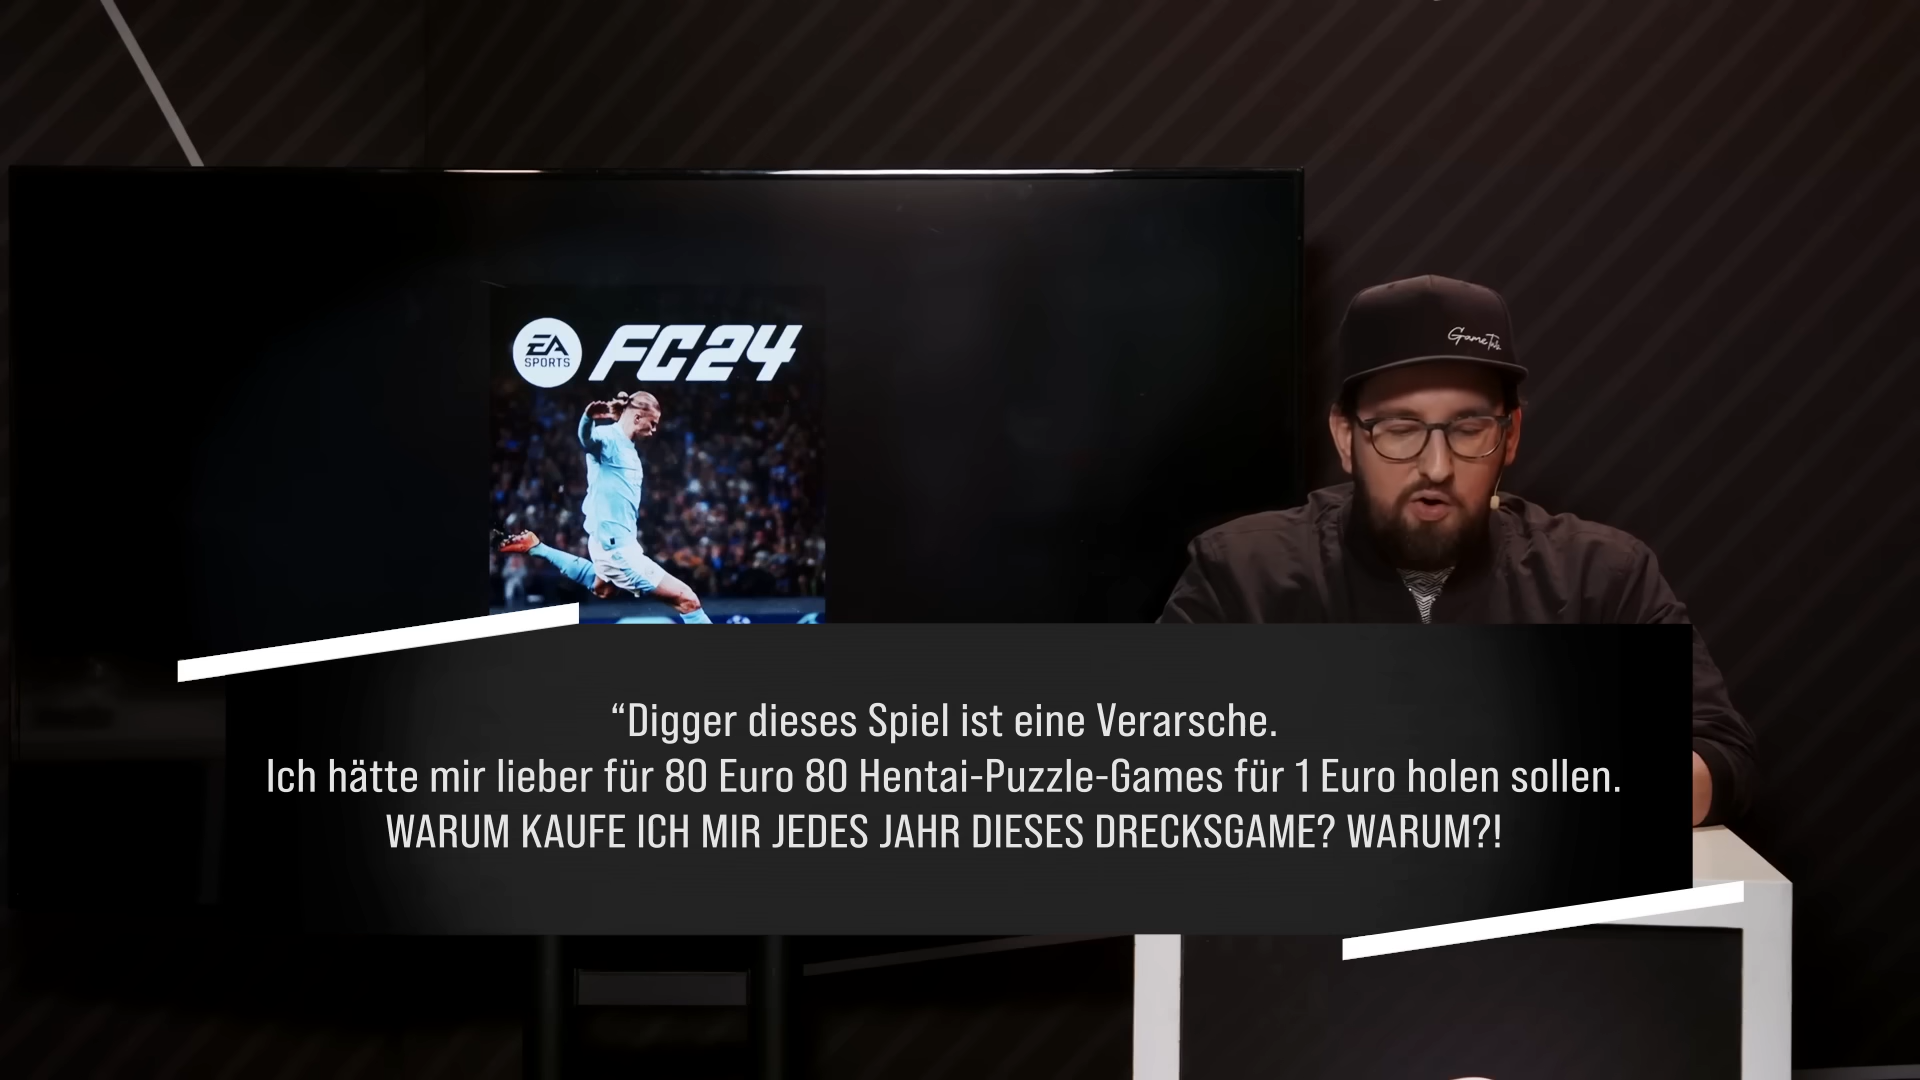 EA
SPORTS
FC24
GameTwo
“Digger dieses Spiel ist eine Verarsche.
Ich hätte mir lieber für 80 Euro 80 Hentai-Puzzle-Games für 1 Euro holen sollen.
WARUM KAUFE ICH MIR JEDES JAHR DIESES DRECKSGAME? WARUM?!